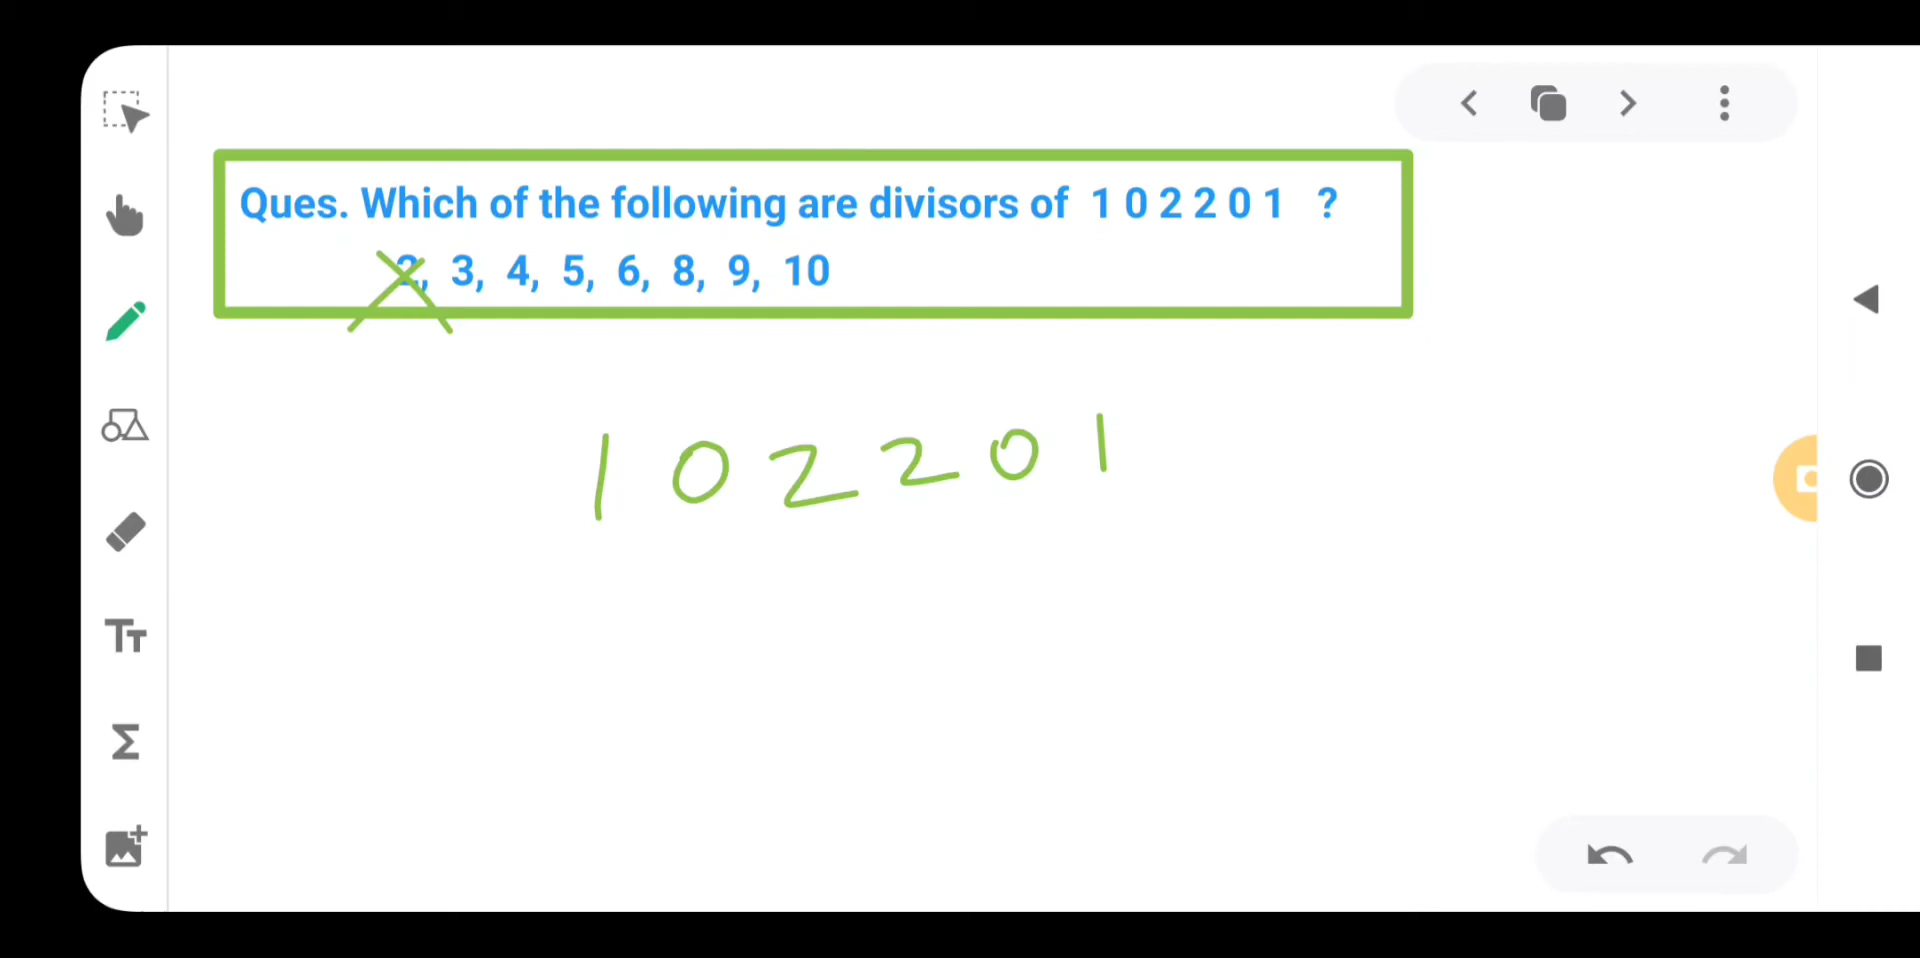 Ques. Which of the following are divisors of 1 0 2 2 0 1 ?
2, 3, 4, 5, 6, 8, 9, 10
1 0 2 2 0 1
Tт
Σ